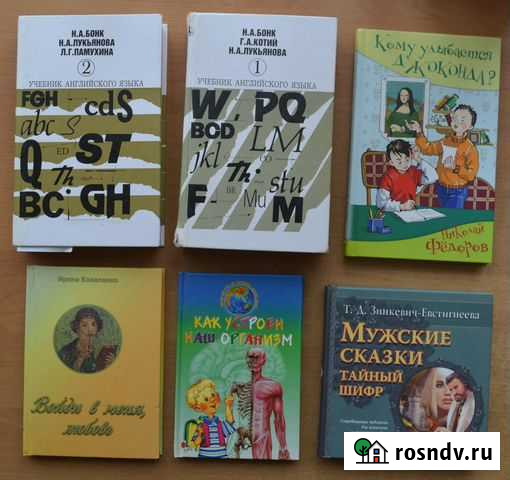 Н.А. БОНК
Н.А. ЛУКЬЯНОВА
Л.Г. ПАМУХИНА
2
УЧЕБНИК АНГЛИЙСКОГО ЯЗЫКА
FGH
cdS
abc
S
Q
ED
ST
Th
BC
GH
Н.А. БОНК
Г.А. КОТИЙ
Н.А. ЛУКЬЯНОВА
1
УЧЕБНИК АНГЛИЙСКОГО ЯЗЫКА
W
PQ
BCD
LM
jkl
Th
stu
F
Mu
M
Кому улыбается
Джоконда?
Николай
Фёдоров
Войди в меня,
любовь
КАК УСТРОЕН
НАШ ОРГАНИЗМ
Т. Д. Зинкевич-Евстигнеева
МУЖСКИЕ
СКАЗКИ
ТАЙНЫЙ
ШИФР
rosndv.ru